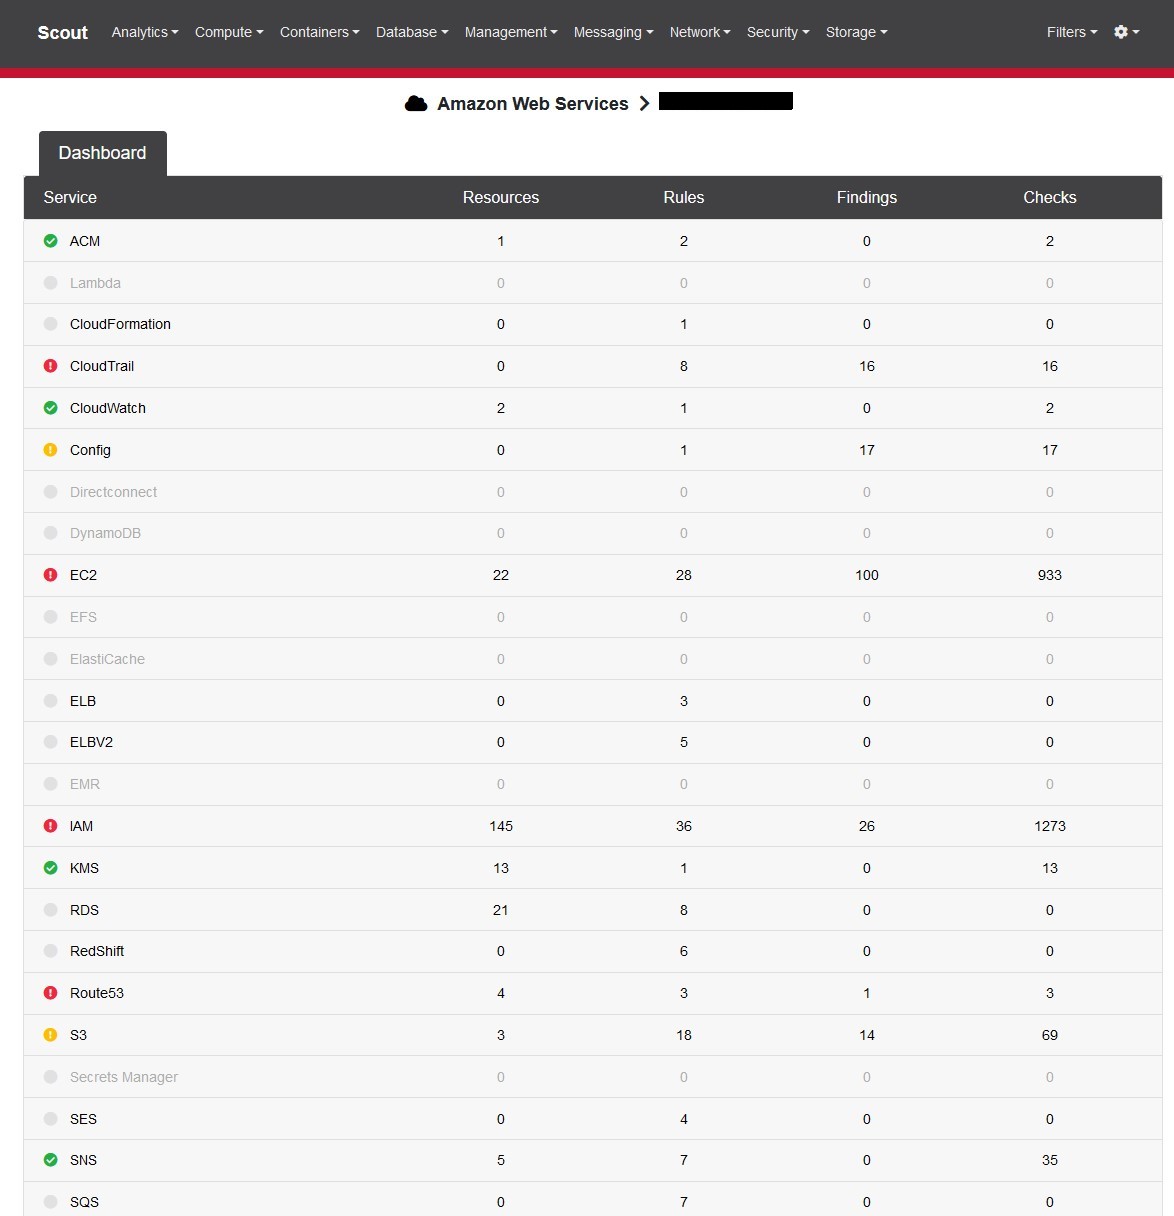 Scout Analytics Compute Containers Database Management Messaging Network Security Storage Filters
Amazon Web Services
Dashboard
Service Resources Rules Findings Checks
ACM 1 2 0 2
Lambda 0 0 0 0
CloudFormation 0 1 0 0
CloudTrail 0 8 16 16
CloudWatch 2 1 0 2
Config 0 1 17 17
Directconnect 0 0 0 0
DynamoDB 0 0 0 0
EC2 22 28 100 933
EFS 0 0 0 0
ElastiCache 0 0 0 0
ELB 0 3 0 0
ELBV2 0 5 0 0
EMR 0 0 0 0
IAM 145 36 26 1273
KMS 13 1 0 13
RDS 21 8 0 0
RedShift 0 6 0 0
Route53 4 3 1 3
S3 3 18 14 69
Secrets Manager 0 0 0 0
SES 0 4 0 0
SNS 5 7 0 35
SQS 0 7 0 0